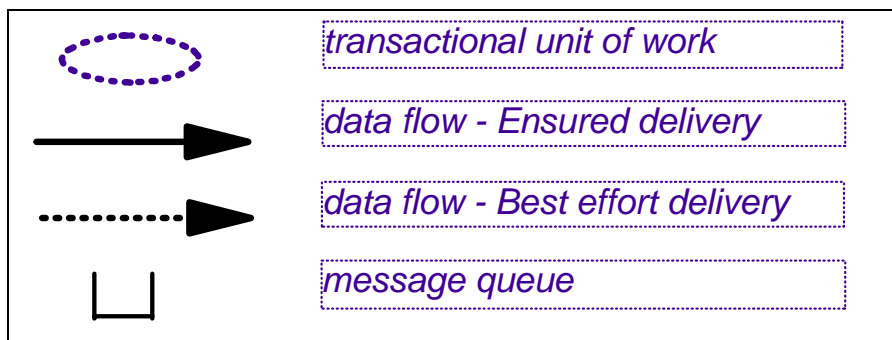 transactional unit of work
data flow - Ensured delivery
data flow - Best effort delivery
message queue